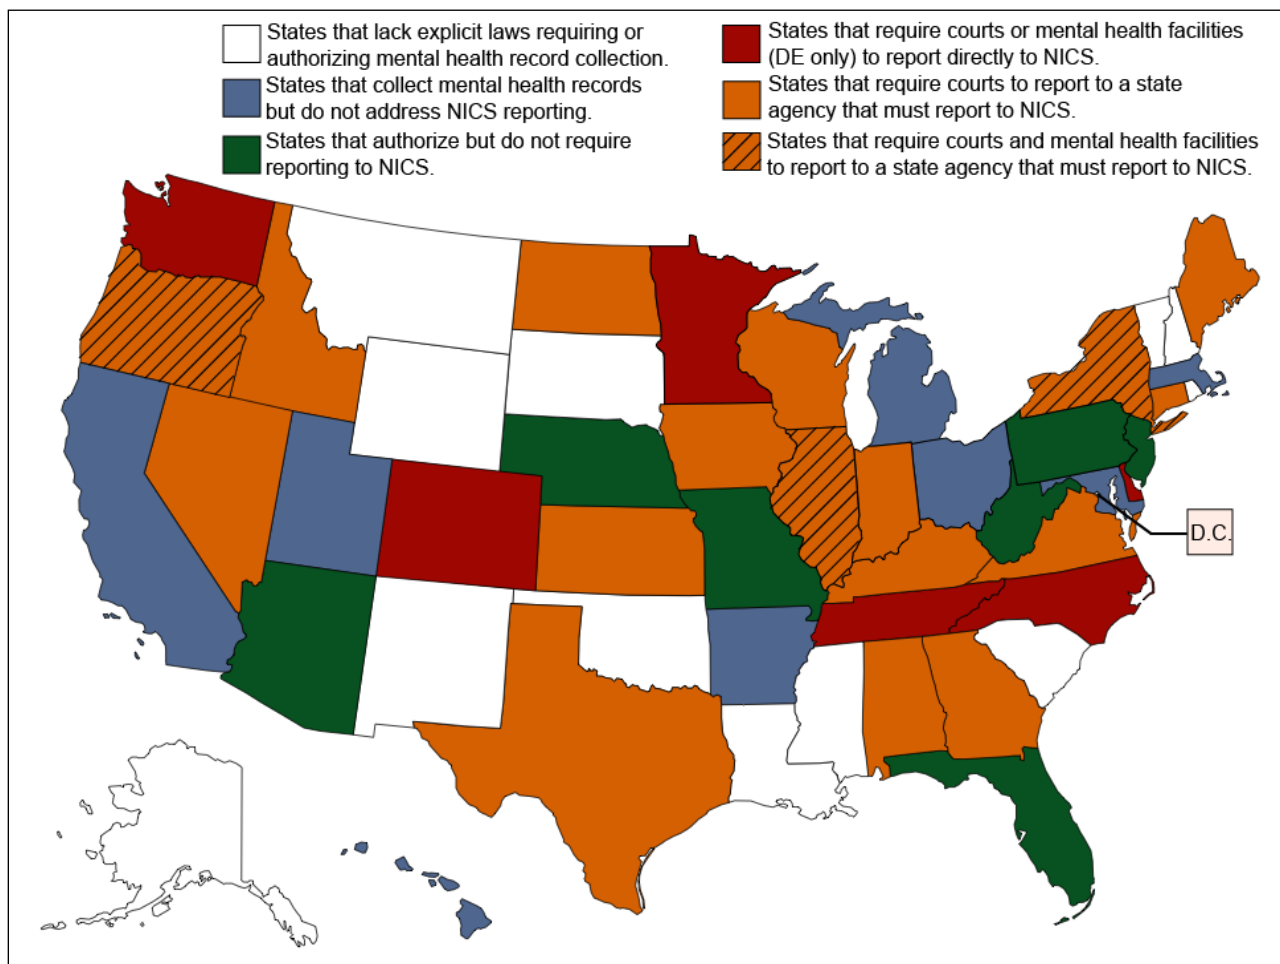 States that lack explicit laws requiring or
authorizing mental health record collection.
States that collect mental health records
but do not address NICS reporting.
States that authorize but do not require
reporting to NICS.
States that require courts or mental health facilities
(DE only) to report directly to NICS.
States that require courts to report to a state
agency that must report to NICS.
States that require courts and mental health facilities
to report to a state agency that must report to NICS.
D.C.